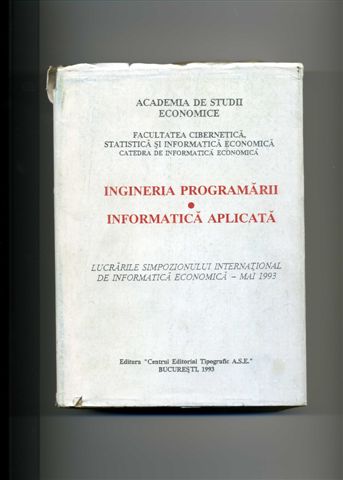 ACADEMIA DE STUDII
ECONOMICE
FACULTATEA CIBERNETICĂ,
STATISTICĂ ŞI INFORMATICĂ ECONOMICĂ
CATEDRA DE INFORMATICĂ ECONOMICĂ
INGINERIA PROGRAMĂRII
●
INFORMATICĂ APLICATĂ
LUCRĂRILE SIMPOZIONULUI INTERNAŢIONAL
DE INFORMATICĂ ECONOMICĂ – MAI 1993
Editura "Centrul Editorial Tipografic A.S.E."
BUCUREŞTI, 1993